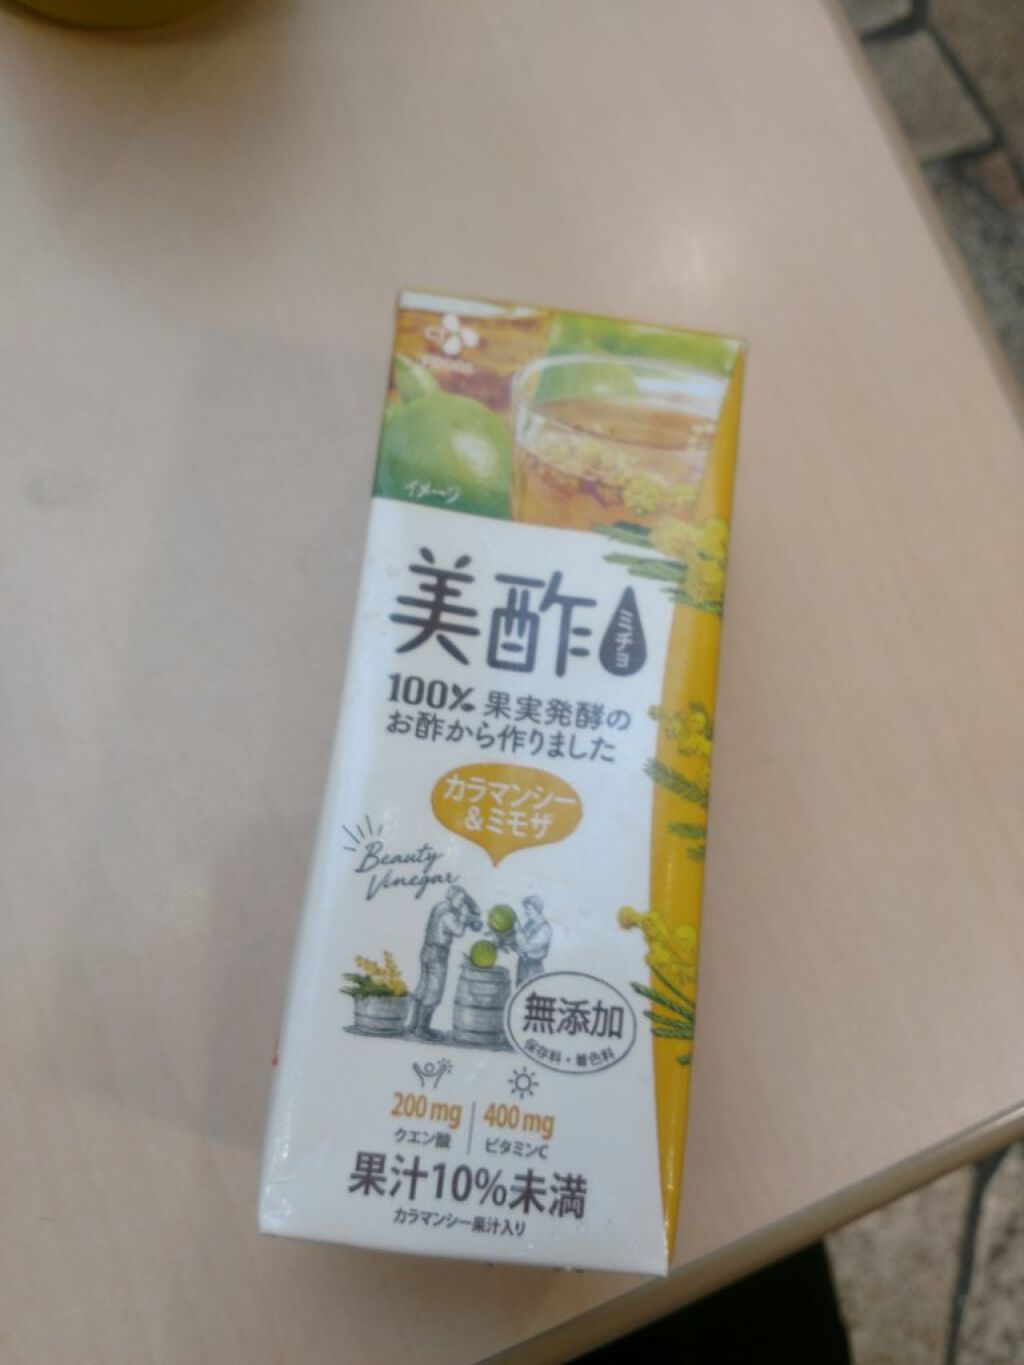 CJ
イメージ
美酢
ミチョ
100% 果実発酵の
お酢から作りました
カラマンシー
&ミモザ
Beauty
Vinegar
無添加
保存料・着色料
200mg
クエン酸
400mg
ビタミンC
果汁10%未満
カラマンシー果汁入り